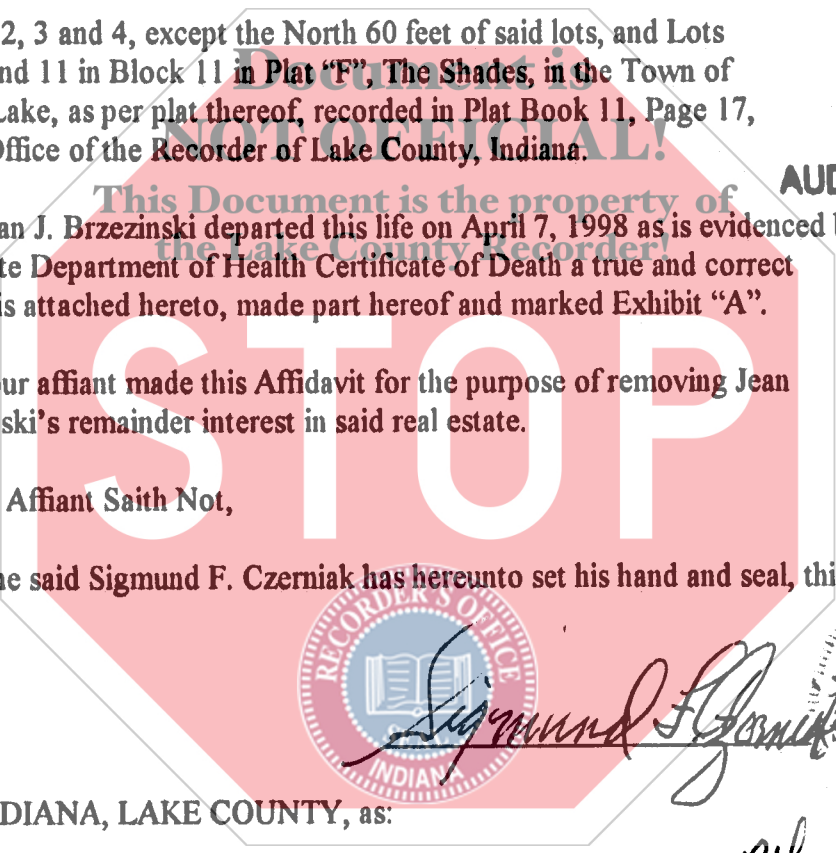 2, 3 and 4, except the North 60 feet of said lots, and Lots
nd 11 in Block 11 in Plat “F”, The Shades, in the Town of
Document is
Lake, as per plat thereof, recorded in Plat Book 11, Page 17,
NOT OFFICIAL!
ffice of the Recorder of Lake County, Indiana.
AUD
This Document is the property of
an J. Brzezinski departed this life on April 7, 1998 as is evidenced
the Lake County Recorder!
te Department of Health Certificate of Death a true and correct
is attached hereto, made part hereof and marked Exhibit “A”.
STOP
ur affiant made this Affidavit for the purpose of removing Jean
ski’s remainder interest in said real estate.
Affiant Saith Not,
he said Sigmund F. Czerniak has hereunto set his hand and seal, thi
RECORDER'S OFFICE
SEAL
Sigmund F Czerniak
INDIANA
DIANA, LAKE COUNTY, as: